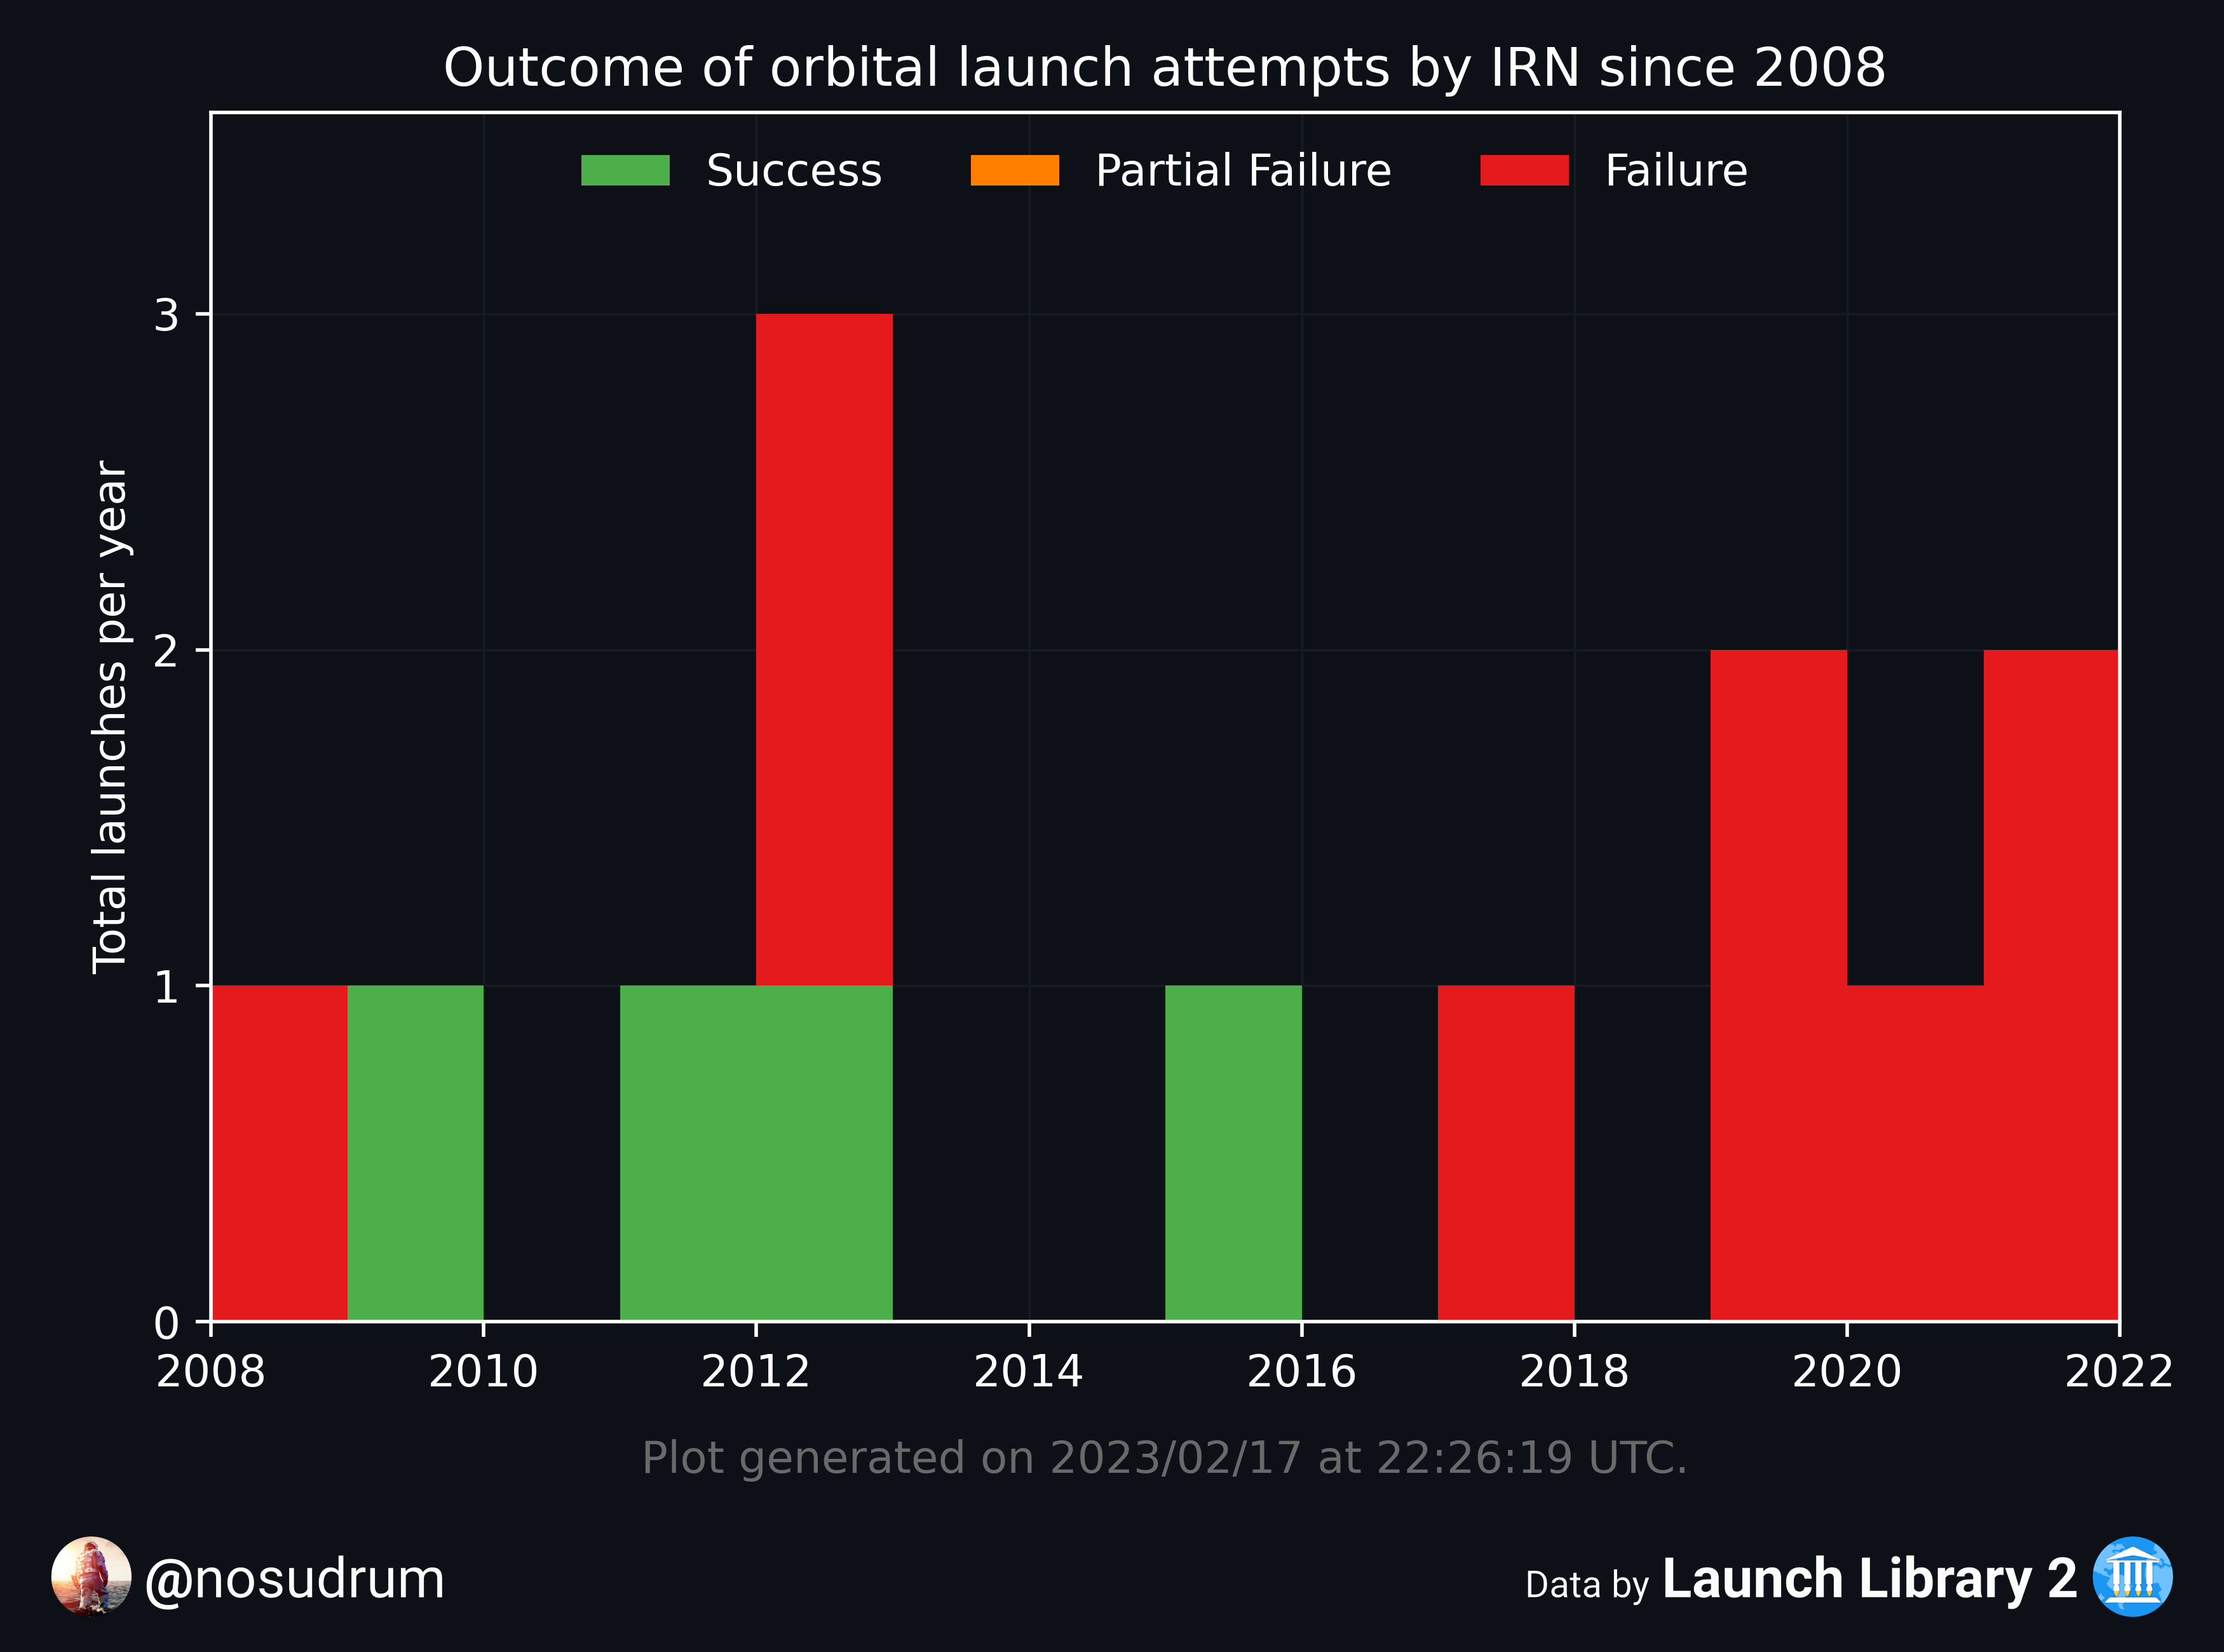 Outcome of orbital launch attempts by IRN since 2008
Success Partial Failure Failure
Total launches per year
3
2
1
0
2008 2010 2012 2014 2016 2018 2020 2022
Plot generated on 2023/02/17 at 22:26:19 UTC.
@nosudrum
Data by Launch Library 2